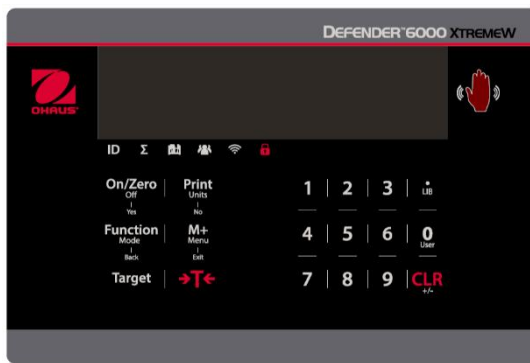 DEFENDER™6000 XTREMEW
OHAUS®
ID Σ
On/Zero
Off
Yes
Print
Units
No
1 2 3 .
LIB
Function
Mode
Back
M+
Menu
Exit
4 5 6 0
User
Target →T←
7 8 9 CLR
+/-